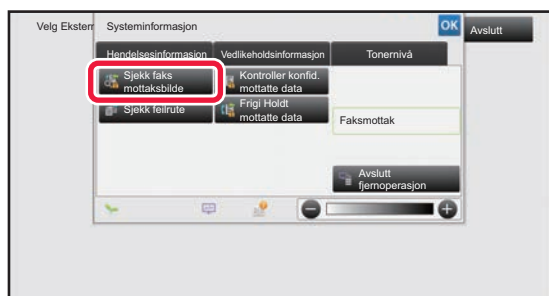 Velg Ekstern
Systeminformasjon
OK
Avslutt
Hendelsesinformasjon
Vedlikeholdsinformasjon
Tonernivå
Sjekk faks
mottaksbilde
Kontroller konfid.
mottatte data
Sjekk feilrute
Frigi Holdt
mottatte data
Faksmottak
Avslutt
fjernoperasjon